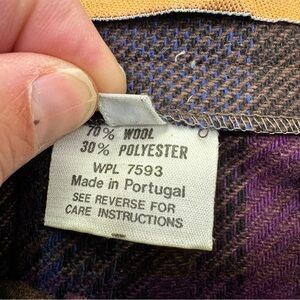 70% WOOL
30% POLYESTER
WPL 7593
Made in Portugal
SEE REVERSE FOR
CARE INSTRUCTIONS